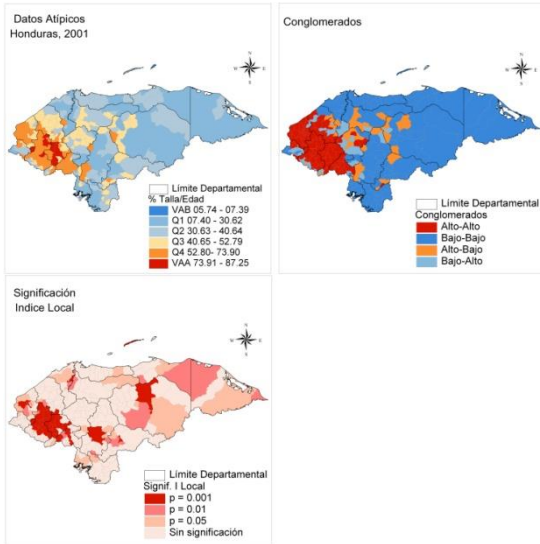 Datos Atípicos
Honduras, 2001
Límite Departamental
% Talla/Edad
VAB 05.74 - 07.39
Q1 07.40 - 30.62
Q2 30.63 - 40.64
Q3 40.65 - 52.79
Q4 52.80- 73.90
VAA 73.91 - 87.25
Conglomerados
Límite Departamental
Conglomerados
Alto-Alto
Bajo-Bajo
Alto-Bajo
Bajo-Alto
Significación
Indice Local
Límite Departamental
Signif. I Local
p = 0.001
p = 0.01
p = 0.05
Sin significación